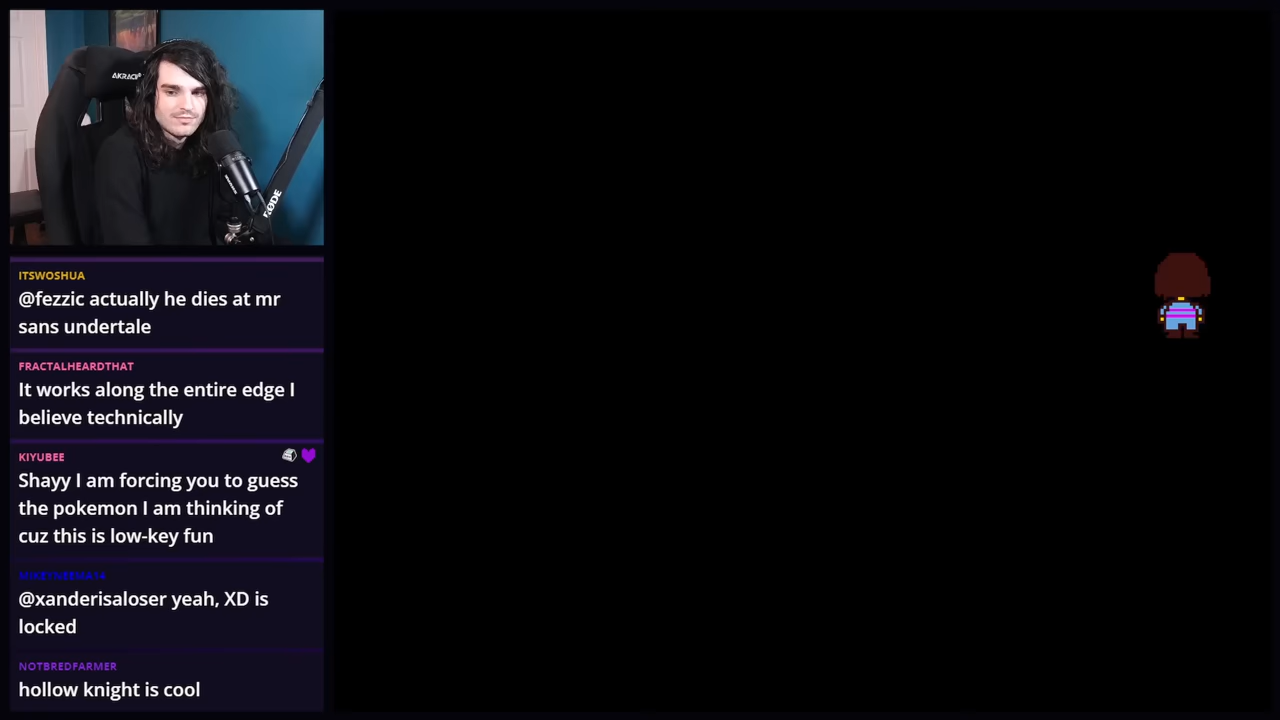 AKRACING
RØDE
ITSWOSHUA
@fezzic actually he dies at mr
sans undertale
FRACTALHEARDTHAT
It works along the entire edge I
believe technically
KIYUBEE
Shayy I am forcing you to guess
the pokemon I am thinking of
cuz this is low-key fun
@xanderisaloser yeah, XD is
locked
NOTBREDFARMER
hollow knight is cool